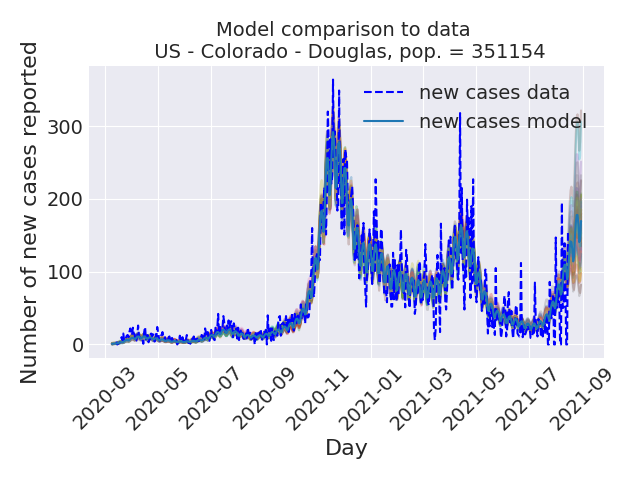 Model comparison to data
US - Colorado - Douglas, pop. = 351154
Number of new cases reported
300
200
100
0
new cases data
new cases model
2020-03
2020-05
2020-07
2020-09
2020-11
2021-01
2021-03
2021-05
2021-07
2021-09
Day